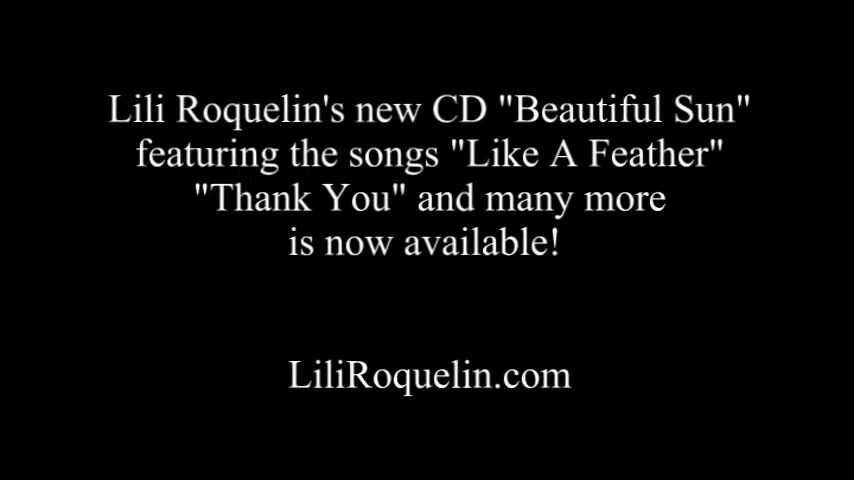 Lili Roquelin's new CD "Beautiful Sun"
featuring the songs "Like A Feather"
"Thank You" and many more
is now available!
LiliRoquelin.com